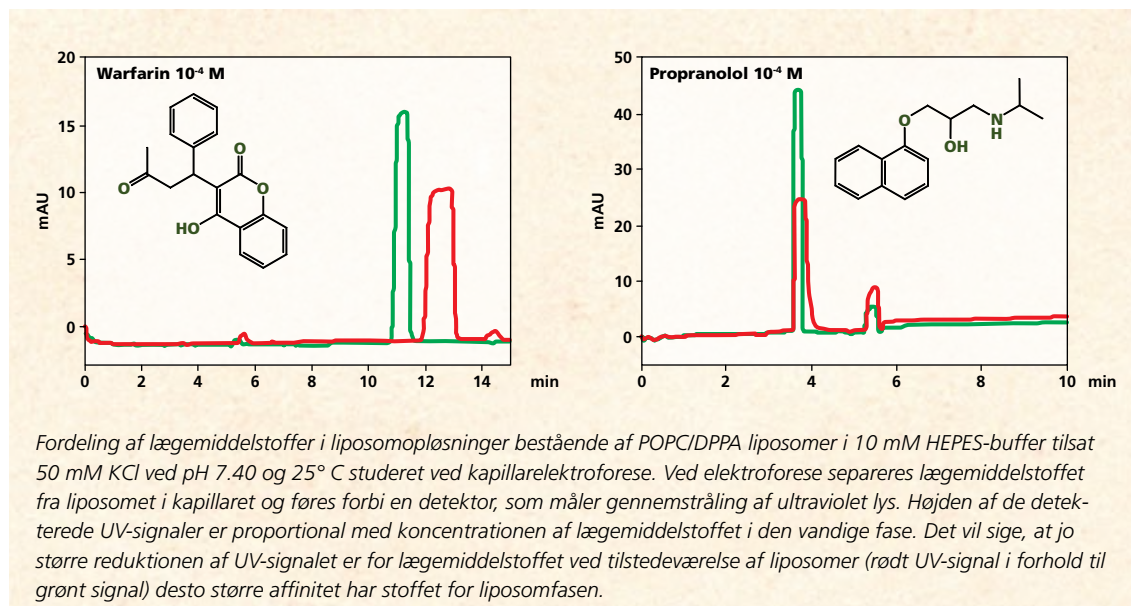 Warfarin 10-4 M
20
15
10
5
0
mAU
O
O
O
HO
0 2 4 6 8 10 12 14 min
Propranolol 10-4 M
50
40
30
20
10
0
mAU
O
OH
N
H
0 2 4 6 8 10 min
Fordeling af lægemiddelstoffer i liposomopløsninger bestående af POPC/DPPA liposomer i 10 mM HEPES-buffer tilsat
50 mM KCl ved pH 7.40 og 25° C studeret ved kapillarelektroforese. Ved elektroforese separeres lægemiddelstoffet
fra liposomet i kapillaret og føres forbi en detektor, som måler gennemstråling af ultraviolet lys. Højden af de detek-
terede UV-signaler er proportional med koncentrationen af lægemiddelstoffet i den vandige fase. Det vil sige, at jo
større reduktionen af UV-signalet er for lægemiddelstoffet ved tilstedeværelse af liposomer (rødt UV-signal i forhold til
grønt signal) desto større affinitet har stoffet for liposomfasen.